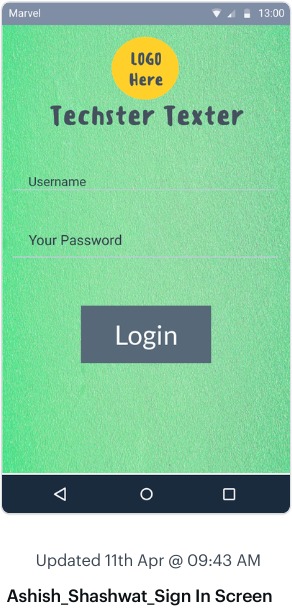 Marvel 13:00
LOGO
Here
Techster Texter
Username
Your Password
Login
Updated 11th Apr @ 09:43 AM
Ashish_Shashwat_Sign In Screen